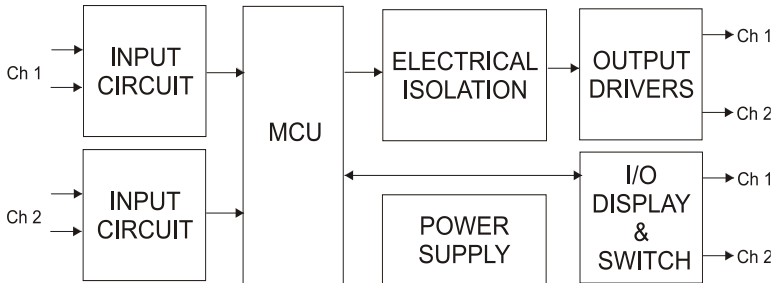 Ch 1
INPUT
CIRCUIT
Ch 2
INPUT
CIRCUIT
MCU
ELECTRICAL
ISOLATION
OUTPUT
DRIVERS
Ch 1
Ch 2
POWER
SUPPLY
I/O
DISPLAY
&
SWITCH
Ch 1
Ch 2